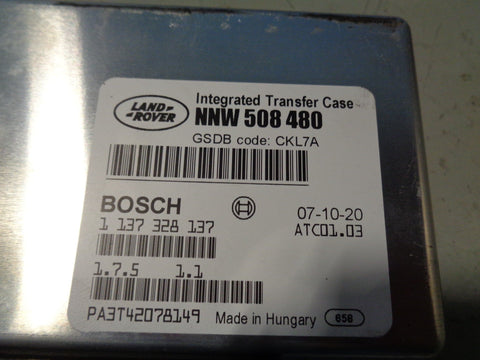 LAND-
ROVER
Integrated Transfer Case
NNW 508 480
GSDB code: CKL7A
BOSCH
07-10-20
1 137 328 137
ATC01.03
1.7.5 1.1
PA3T42078149
Made in Hungary
656